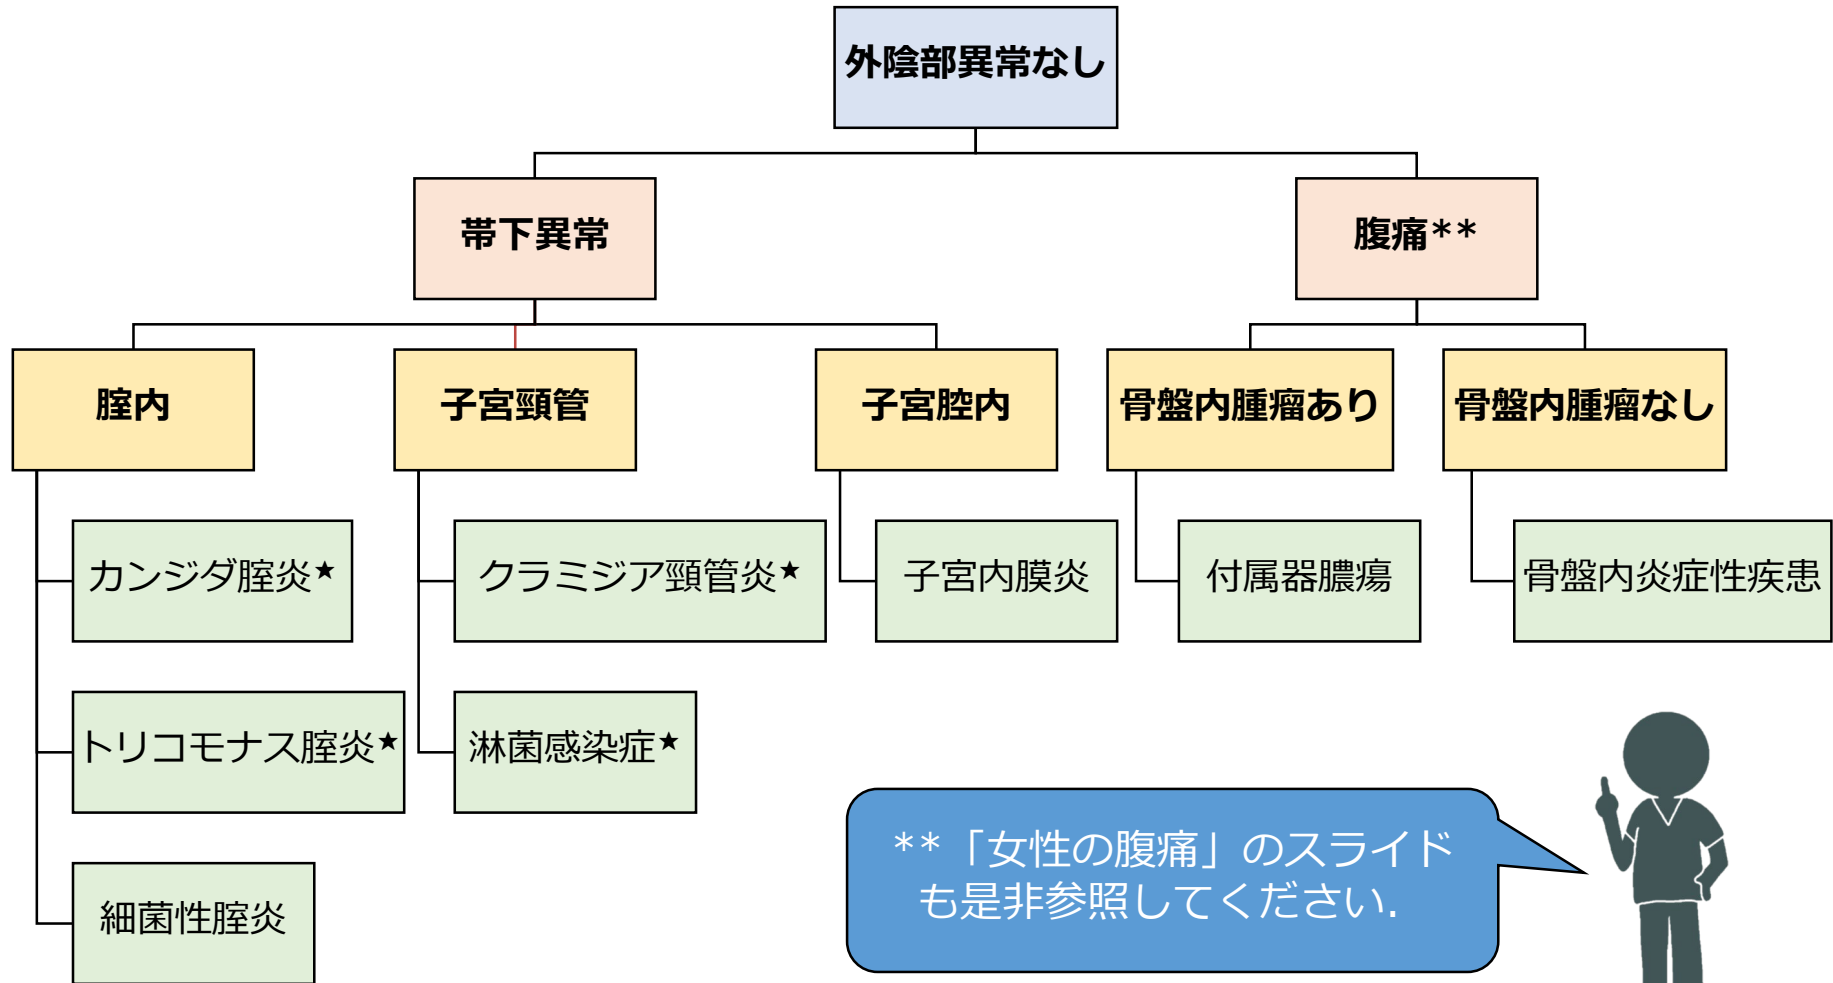 外陰部異常なし
帯下異常
腹痛**
腟内
子宮頸管
子宮腔内
骨盤内腫瘤あり
骨盤内腫瘤なし
カンジダ腟炎★
クラミジア頸管炎★
子宮内膜炎
付属器膿瘍
骨盤内炎症性疾患
トリコモナス腟炎★
淋菌感染症★
細菌性腟炎
**「女性の腹痛」のスライド
も是非参照してください.